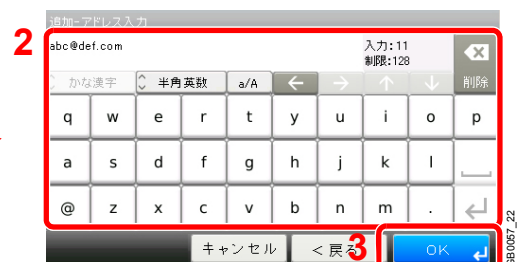 追加-アドレス入力
2
abc@def.com
入力:11
制限:128
かな漢字 半角英数 a/A ← → ↑ ↓ 削除
q w e r t y u i o p
a s d f g h j k l
@ z x c v b n m .
キャンセル < 戻る 3 OK